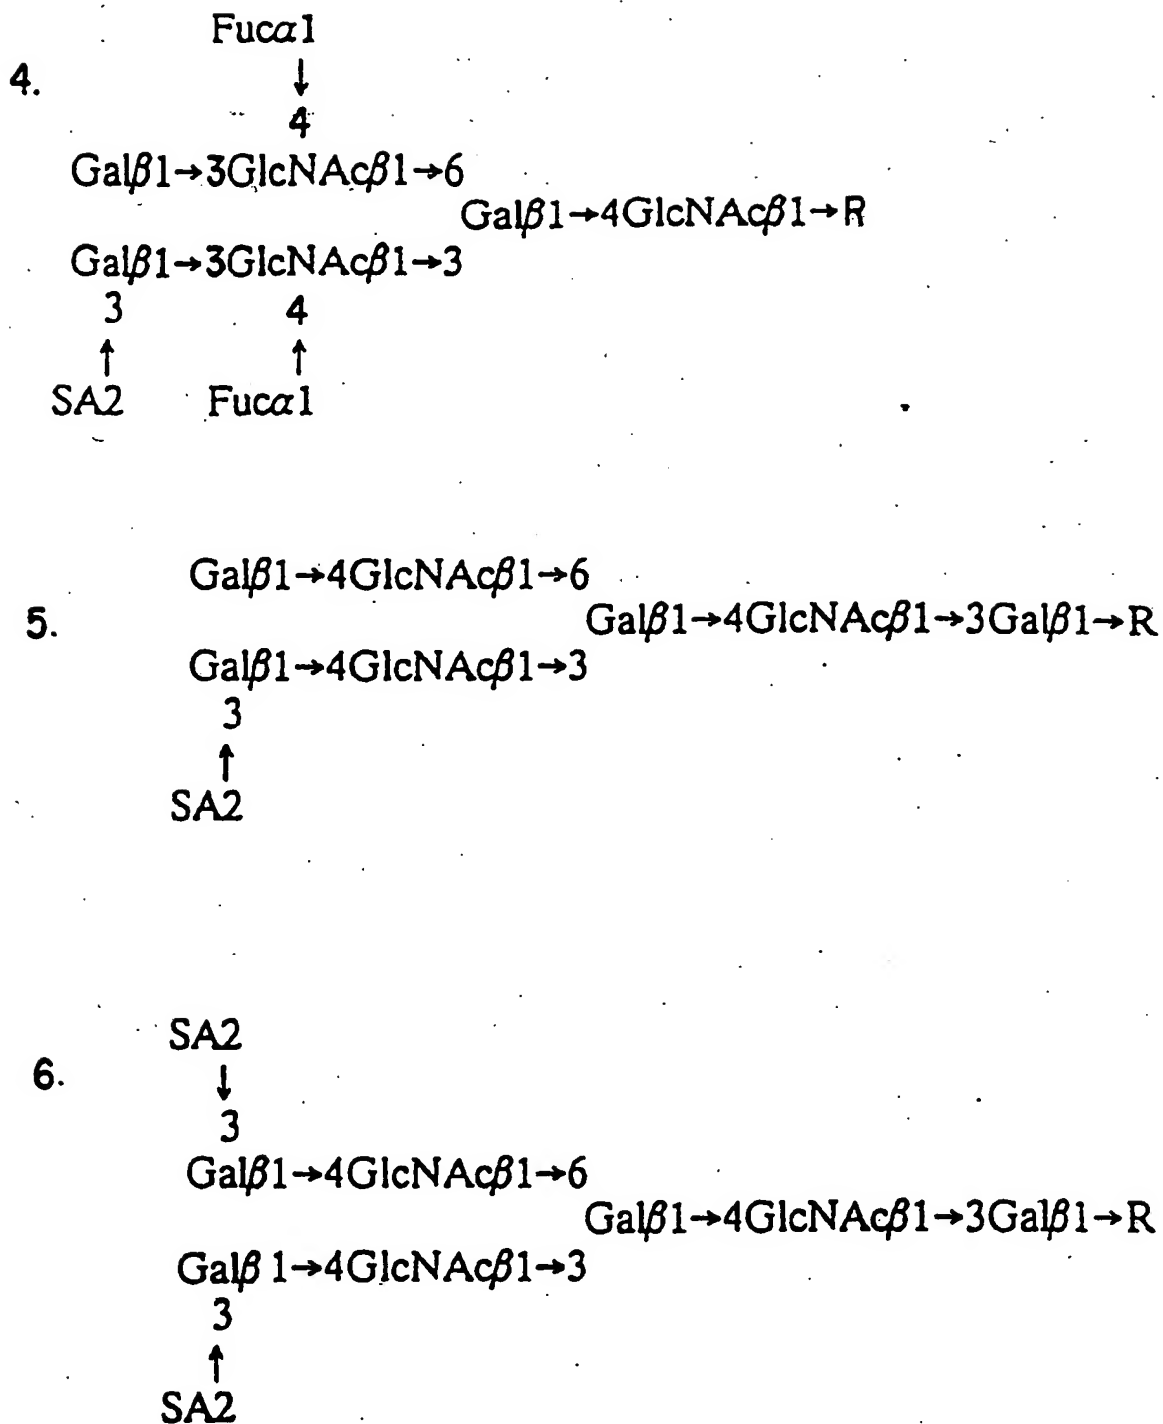 Fucα1
4.
↓
4
Galβ1→3GlcNAcβ1→6
Galβ1→4GlcNAcβ1→R
Galβ1→3GlcNAcβ1→3
3 4
↑ ↑
SA2 Fucα1
Galβ1→4GlcNAcβ1→6
5.
Galβ1→4GlcNAcβ1→3Galβ1→R
Galβ1→4GlcNAcβ1→3
3
↑
SA2
SA2
6.
↓
3
Galβ1→4GlcNAcβ1→6
Galβ1→4GlcNAcβ1→3Galβ1→R
Galβ 1→4GlcNAcβ1→3
3
↑
SA2